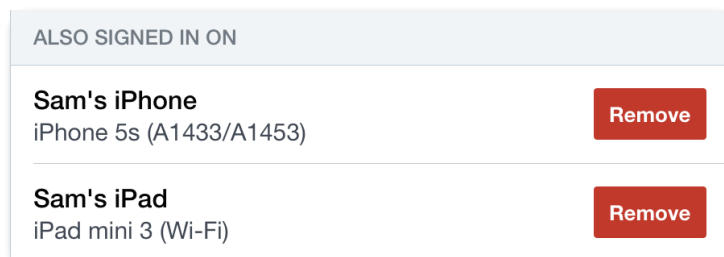 ALSO SIGNED IN ON
Sam's iPhone
iPhone 5s (A1433/A1453)
Remove
Sam's iPad
iPad mini 3 (Wi-Fi)
Remove